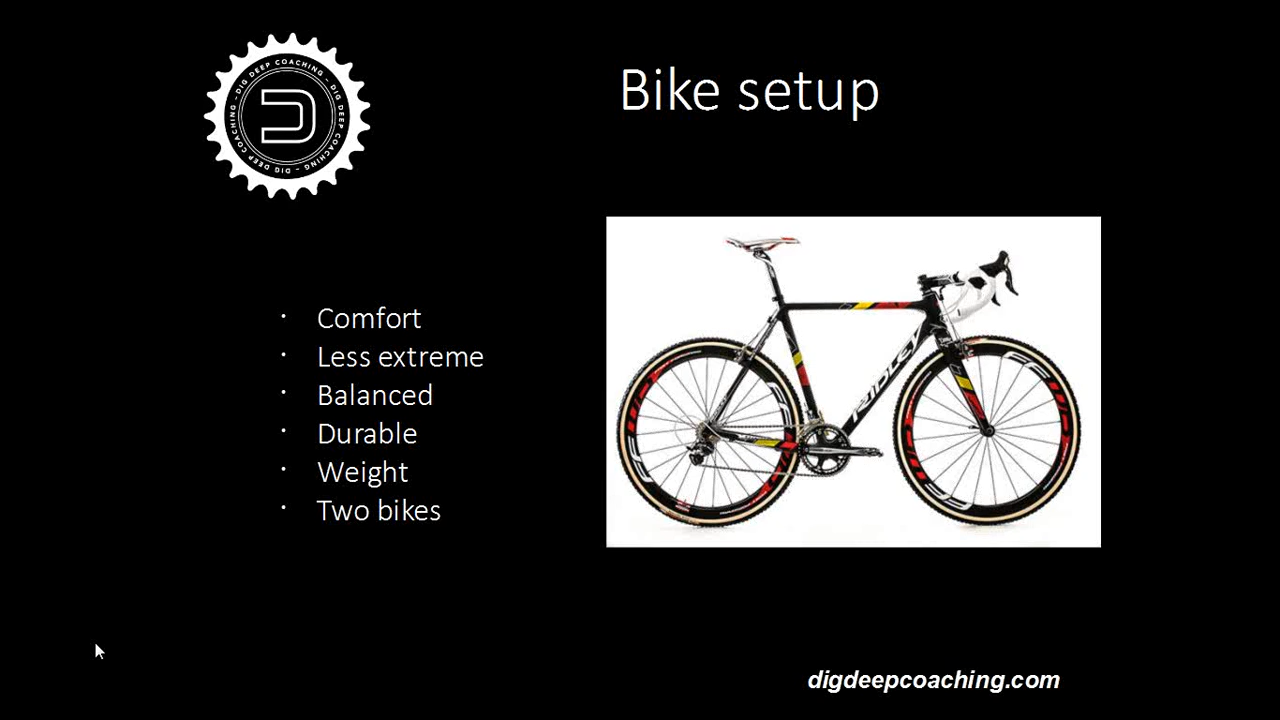 DIG DEEP COACHING - DIG DEEP COACHING - DIG DEEP COACHING -
Bike setup
Comfort
Less extreme
Balanced
Durable
Weight
Two bikes
RIDLEY
FFWD
digdeepcoaching.com